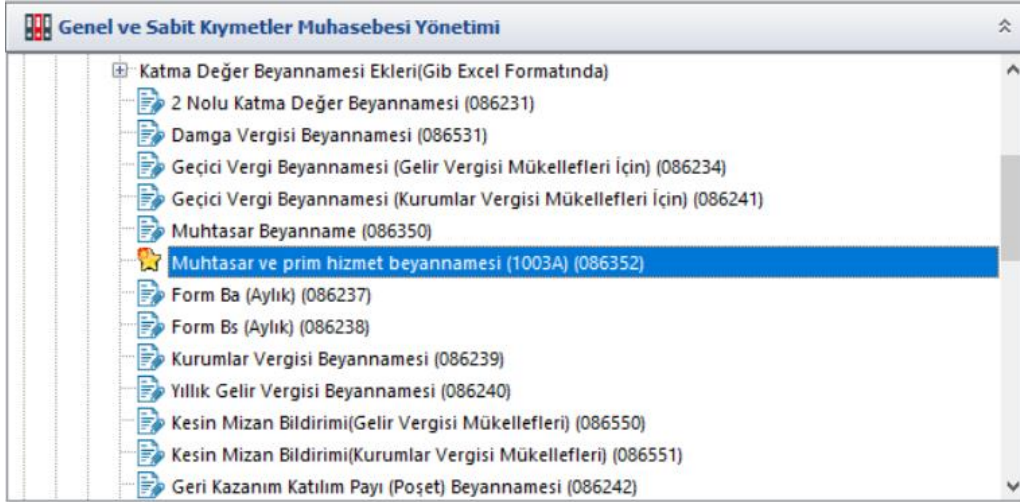 Genel ve Sabit Kıymetler Muhasebesi Yönetimi
Katma Değer Beyannamesi Ekleri(Gib Excel Formatında)
2 Nolu Katma Değer Beyannamesi (086231)
Damga Vergisi Beyannamesi (086531)
Geçici Vergi Beyannamesi (Gelir Vergisi Mükellefleri İçin) (086234)
Geçici Vergi Beyannamesi (Kurumlar Vergisi Mükellefleri İçin) (086241)
Muhtasar Beyanname (086350)
Muhtasar ve prim hizmet beyannamesi (1003A) (086352)
Form Ba (Aylık) (086237)
Form Bs (Aylık) (086238)
Kurumlar Vergisi Beyannamesi (086239)
Yıllık Gelir Vergisi Beyannamesi (086240)
Kesin Mizan Bildirimi(Gelir Vergisi Mükellefleri) (086550)
Kesin Mizan Bildirimi(Kurumlar Vergisi Mükellefleri) (086551)
Geri Kazanım Katılım Payı (Poşet) Beyannamesi (086242)